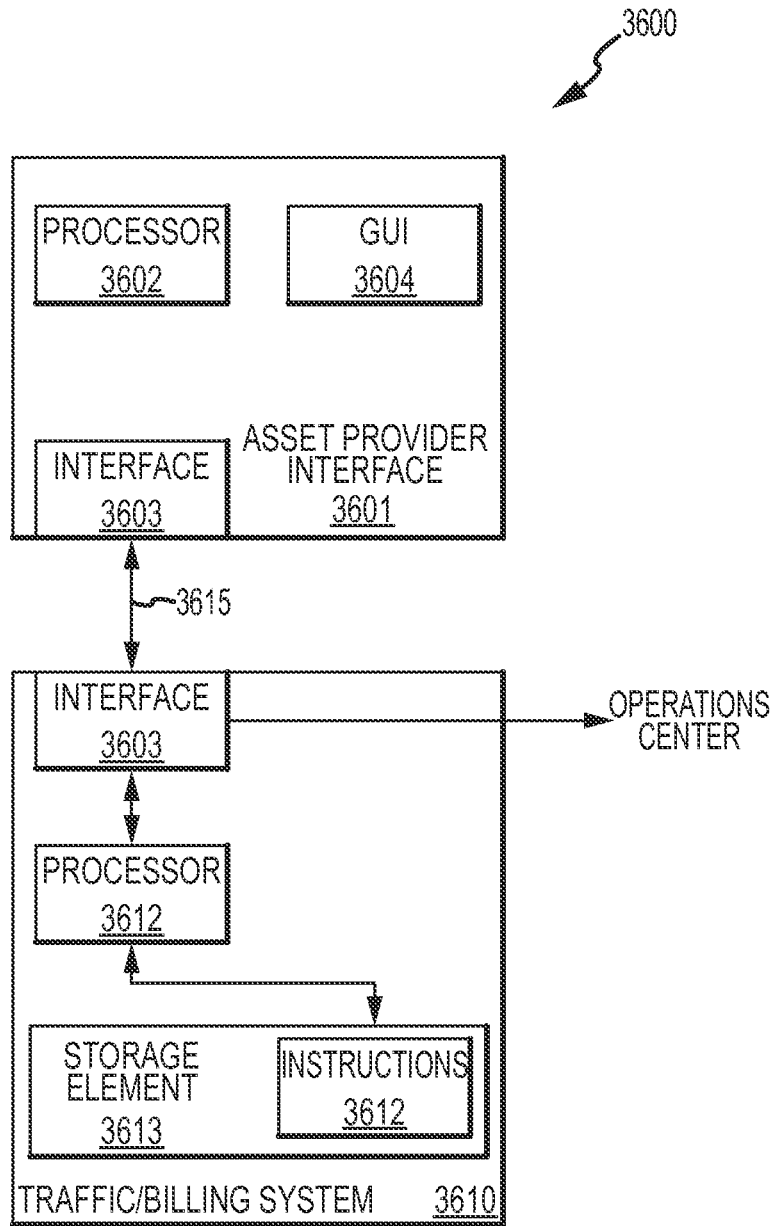 3600
PROCESSOR
3602
GUI
3604
INTERFACE
3603
ASSET PROVIDER
INTERFACE
3601
3615
INTERFACE
3603
OPERATIONS
CENTER
PROCESSOR
3612
STORAGE
ELEMENT
3613
INSTRUCTIONS
3612
TRAFFIC/BILLING SYSTEM 3610